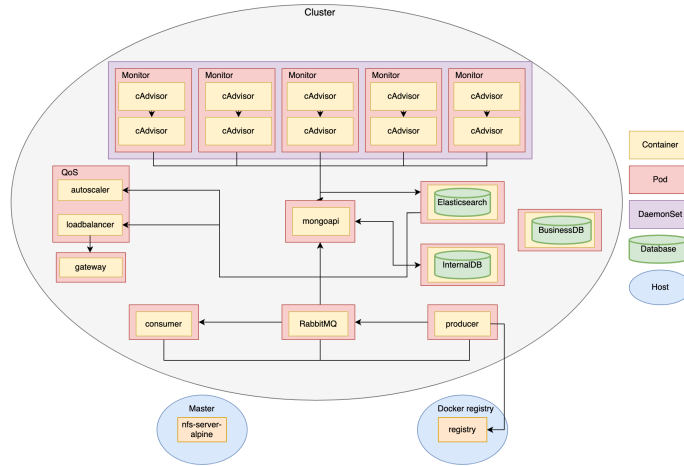 Cluster
Monitor
Monitor
Monitor
Monitor
Monitor
cAdvisor
cAdvisor
cAdvisor
cAdvisor
cAdvisor
cAdvisor
cAdvisor
cAdvisor
cAdvisor
cAdvisor
QoS
autoscaler
loadbalancer
gateway
mongoapi
Elasticsearch
InternalDB
BusinessDB
consumer
RabbitMQ
producer
Master
nfs-server-
alpine
Docker registry
registry
Container
Pod
DaemonSet
Database
Host